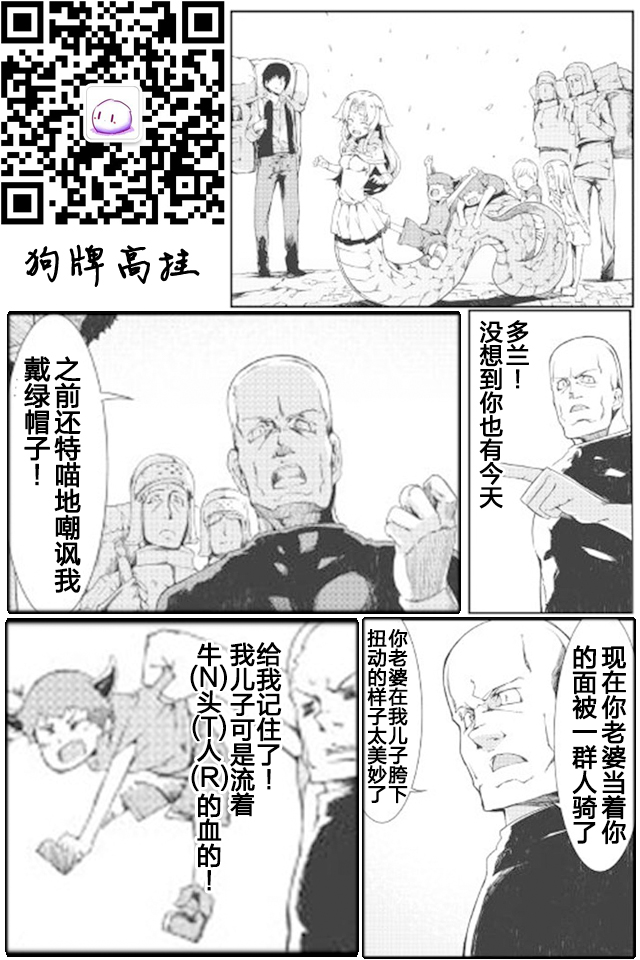 狗牌高挂
多兰！
没想到你也有今天
之前还特喵地嘲讽我
戴绿帽子！
现在你老婆当着你
的面被一群人骑了
你老婆在我儿子胯下
扭动的样子太美妙了
给我记住了！
我儿子可是流着
牛(N)头(T)人(R)的血的！